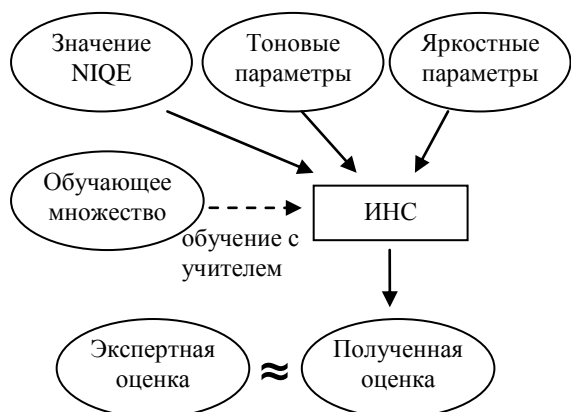 Значение
NIQE
Тоновые
параметры
Яркостные
параметры
Обучающее
множество
ИНС
обучение с
учителем
Экспертная
оценка
≈
Полученная
оценка